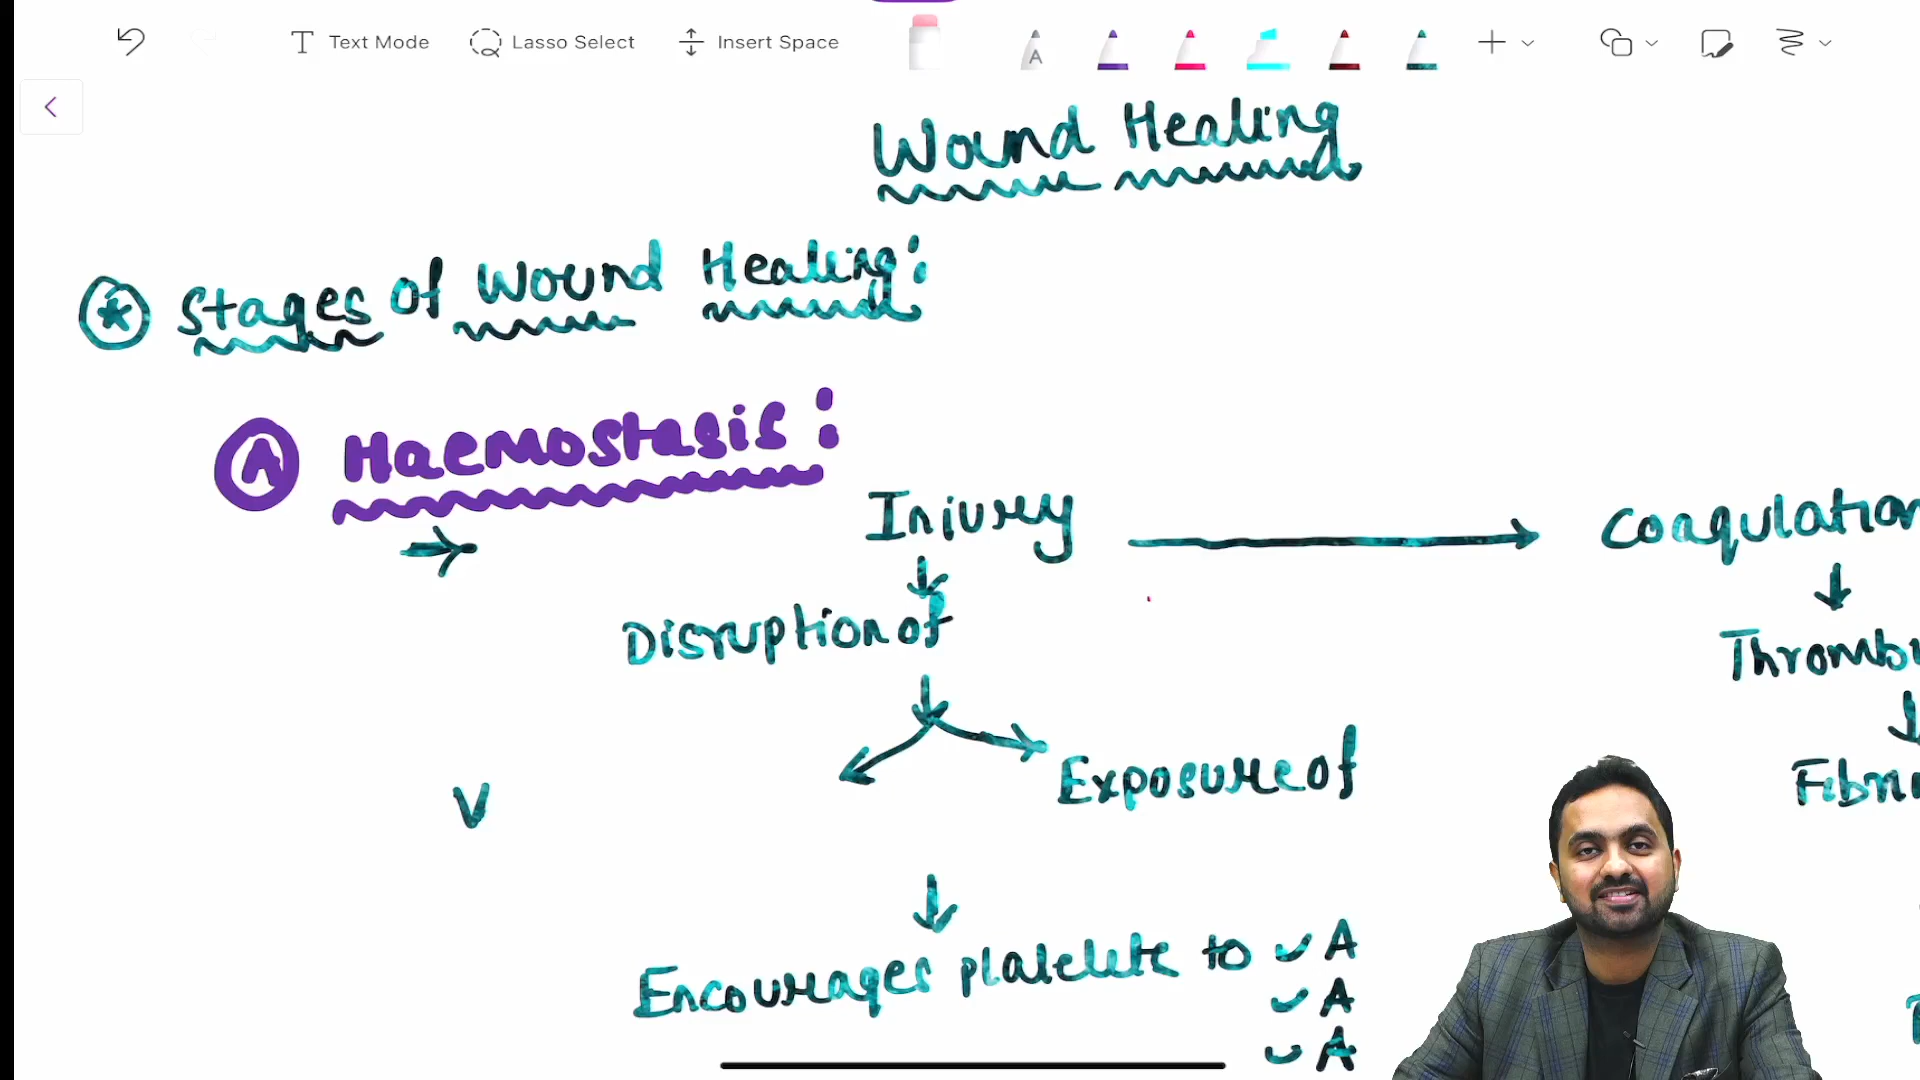 Text Mode Lasso Select Insert Space A
Wound Healing
* Stages of Wound Healing:
A Haemostasis:
Injury → Coagulation
Disruption of
Exposure of
V
Encourages platelete to ✓ A
✓ A
✓ A